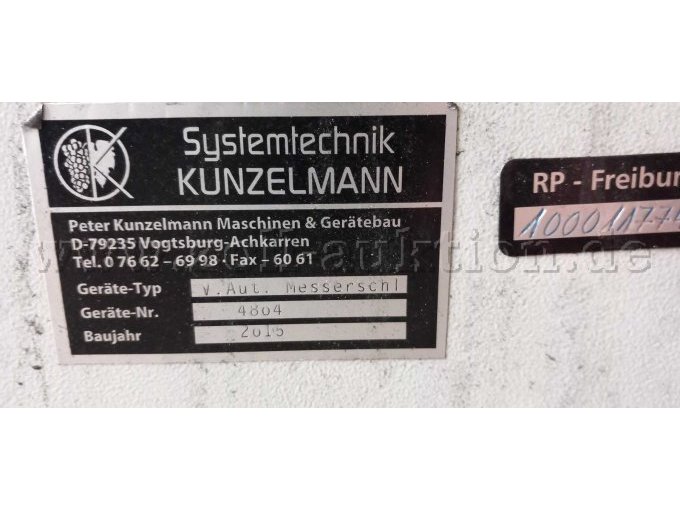 Systemtechnik
KUNZELMANN
Peter Kunzelmann Maschinen & Gerätebau
D-79235 Vogtsburg-Achkarren
Tel. 0 76 62 – 69 98 · Fax – 60 61
Geräte-Typ V.Aut. Messerschl
Geräte-Nr. 4804
Baujahr
RP - Freibur